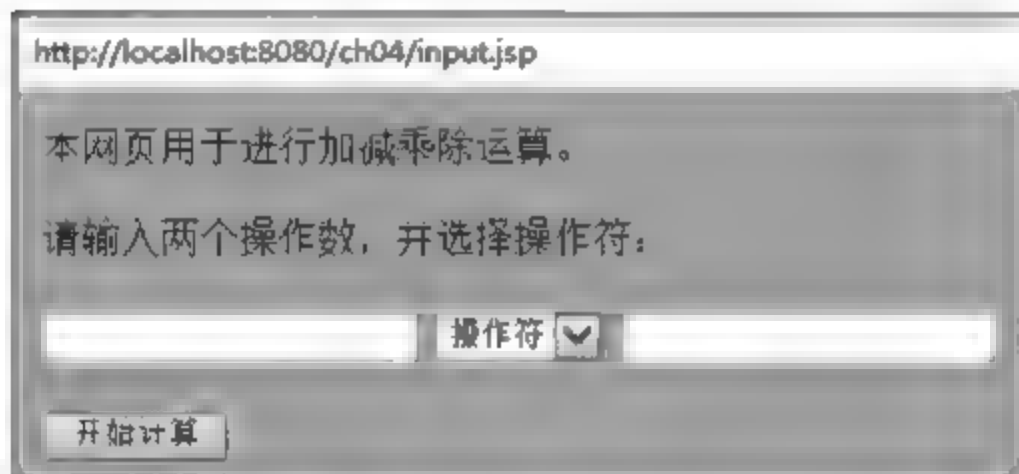 http://localhost:8080/ch04/input.jsp
本网页用于进行加减乘除运算。
请输入两个操作数，并选择操作符：
操作符
开始计算